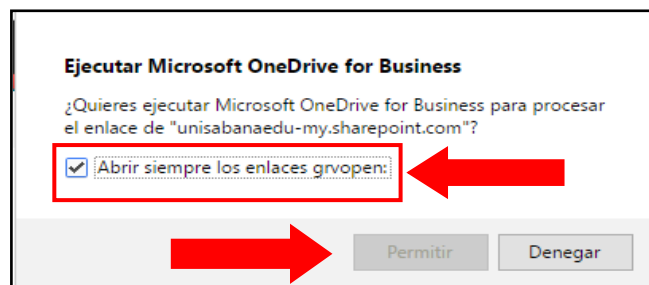 Ejecutar Microsoft OneDrive for Business
¿Quieres ejecutar Microsoft OneDrive for Business para procesar
el enlace de "unisabanaedu-my.sharepoint.com"?
Abrir siempre los enlaces grvopen:
Permitir Denegar